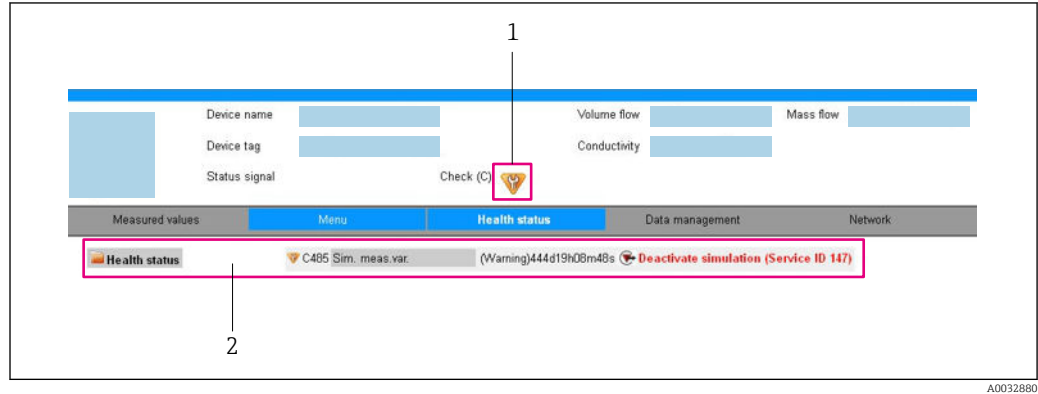 1
Device name Volume flow Mass flow
Device tag Conductivity
Status signal Check (C)
Measured values Menu Health status Data management Network
Health status C485 Sim. meas.var. (Warning)444d19h08m48s Deactivate simulation (Service ID 147)
2
A0032880